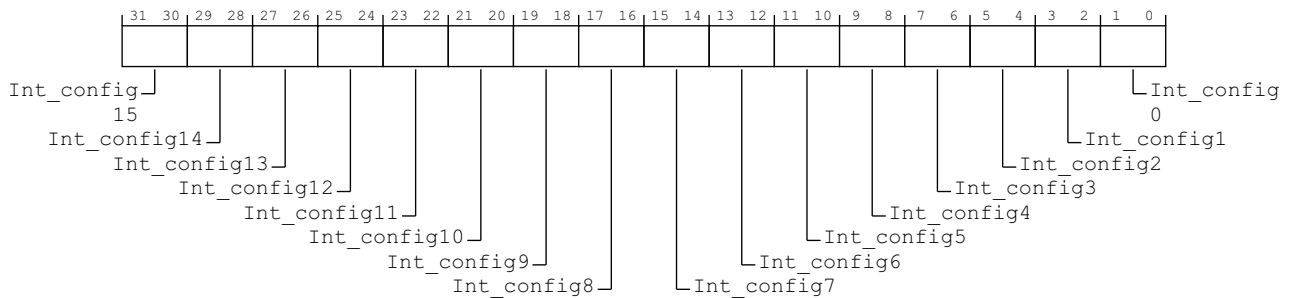 31 30 29 28 27 26 25 24 23 22 21 20 19 18 17 16 15 14 13 12 11 10 9 8 7 6 5 4 3 2 1 0
Int_config Int_config
15 0
Int_config14 Int_config1
Int_config13 Int_config2
Int_config12 Int_config3
Int_config11 Int_config4
Int_config10 Int_config5
Int_config9 Int_config6
Int_config8 Int_config7